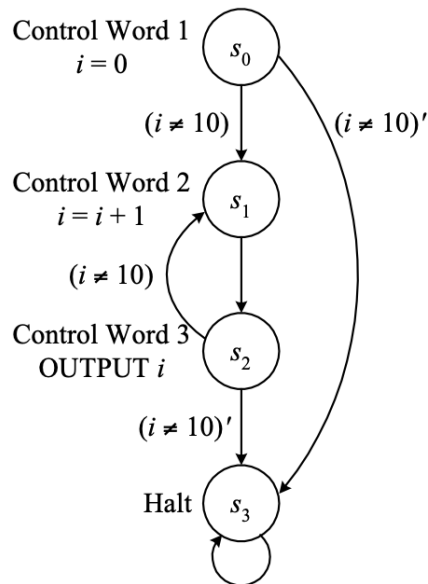 Control Word 1
i = 0
s₀
(i ≠ 10)
(i ≠ 10)′
Control Word 2
i = i + 1
s₁
(i ≠ 10)
Control Word 3
OUTPUT i
s₂
(i ≠ 10)′
Halt
s₃